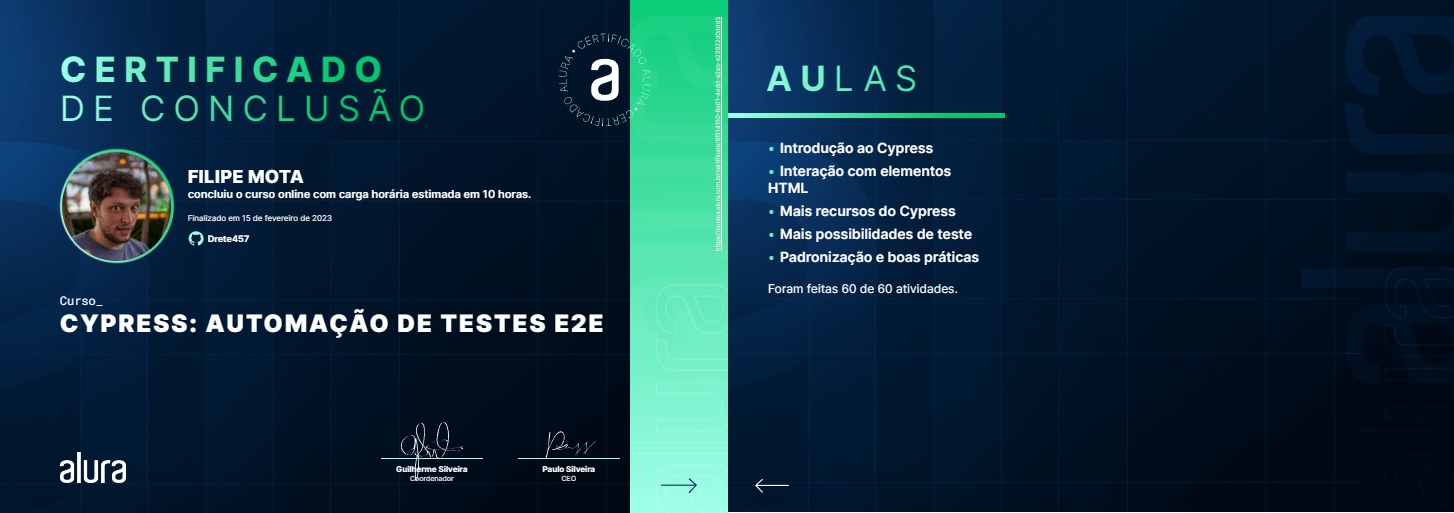 CERTIFICADO
DE CONCLUSÃO
CERTIFICADO ALURA • CERTIFICADO ALURA •
a
FILIPE MOTA
concluiu o curso online com carga horária estimada em 10 horas.
Finalizado em 15 de fevereiro de 2023
Drete457
Curso_
CYPRESS: AUTOMAÇÃO DE TESTES E2E
alura
Guilherme Silveira
Coordenador
Paulo Silveira
CEO
alura
AULAS
• Introdução ao Cypress
• Interação com elementos
HTML
• Mais recursos do Cypress
• Mais possibilidades de teste
• Padronização e boas práticas
Foram feitas 60 de 60 atividades.
alura